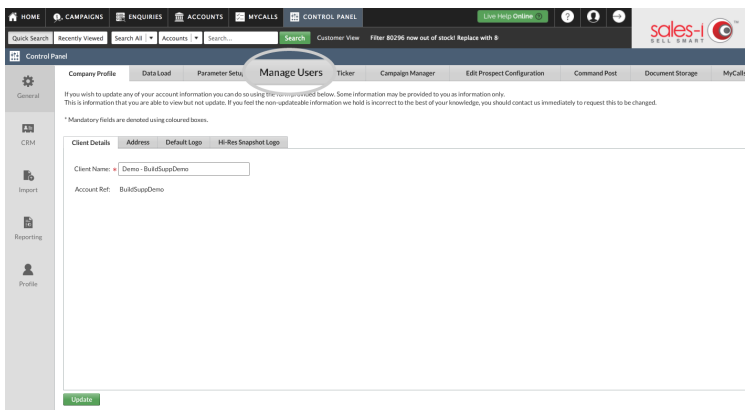 HOME CAMPAIGNS ENQUIRIES ACCOUNTS MYCALLS CONTROL PANEL Live Help Online ?
Quick Search Recently Viewed Search All Accounts Search... Search Customer View Filter 80296 now out of stock! Replace with 8
sales-i
SELL SMART
Control Panel
Company Profile Data Load Parameter Setup Manage Users Ticker Campaign Manager Edit Prospect Configuration Command Post Document Storage MyCalls
General
CRM
Import
Reporting
Profile
If you wish to update any of your account information you can do so using the form provided below. Some information may be provided to you as information only.
This is information that you are able to view but not update. If you feel the non-updateable information we hold is incorrect to the best of your knowledge, you should contact us immediately to request this to be changed.
* Mandatory fields are denoted using coloured boxes.
Client Details Address Default Logo Hi-Res Snapshot Logo
Client Name: * Demo - BuildSuppDemo
Account Ref: BuildSuppDemo
Update